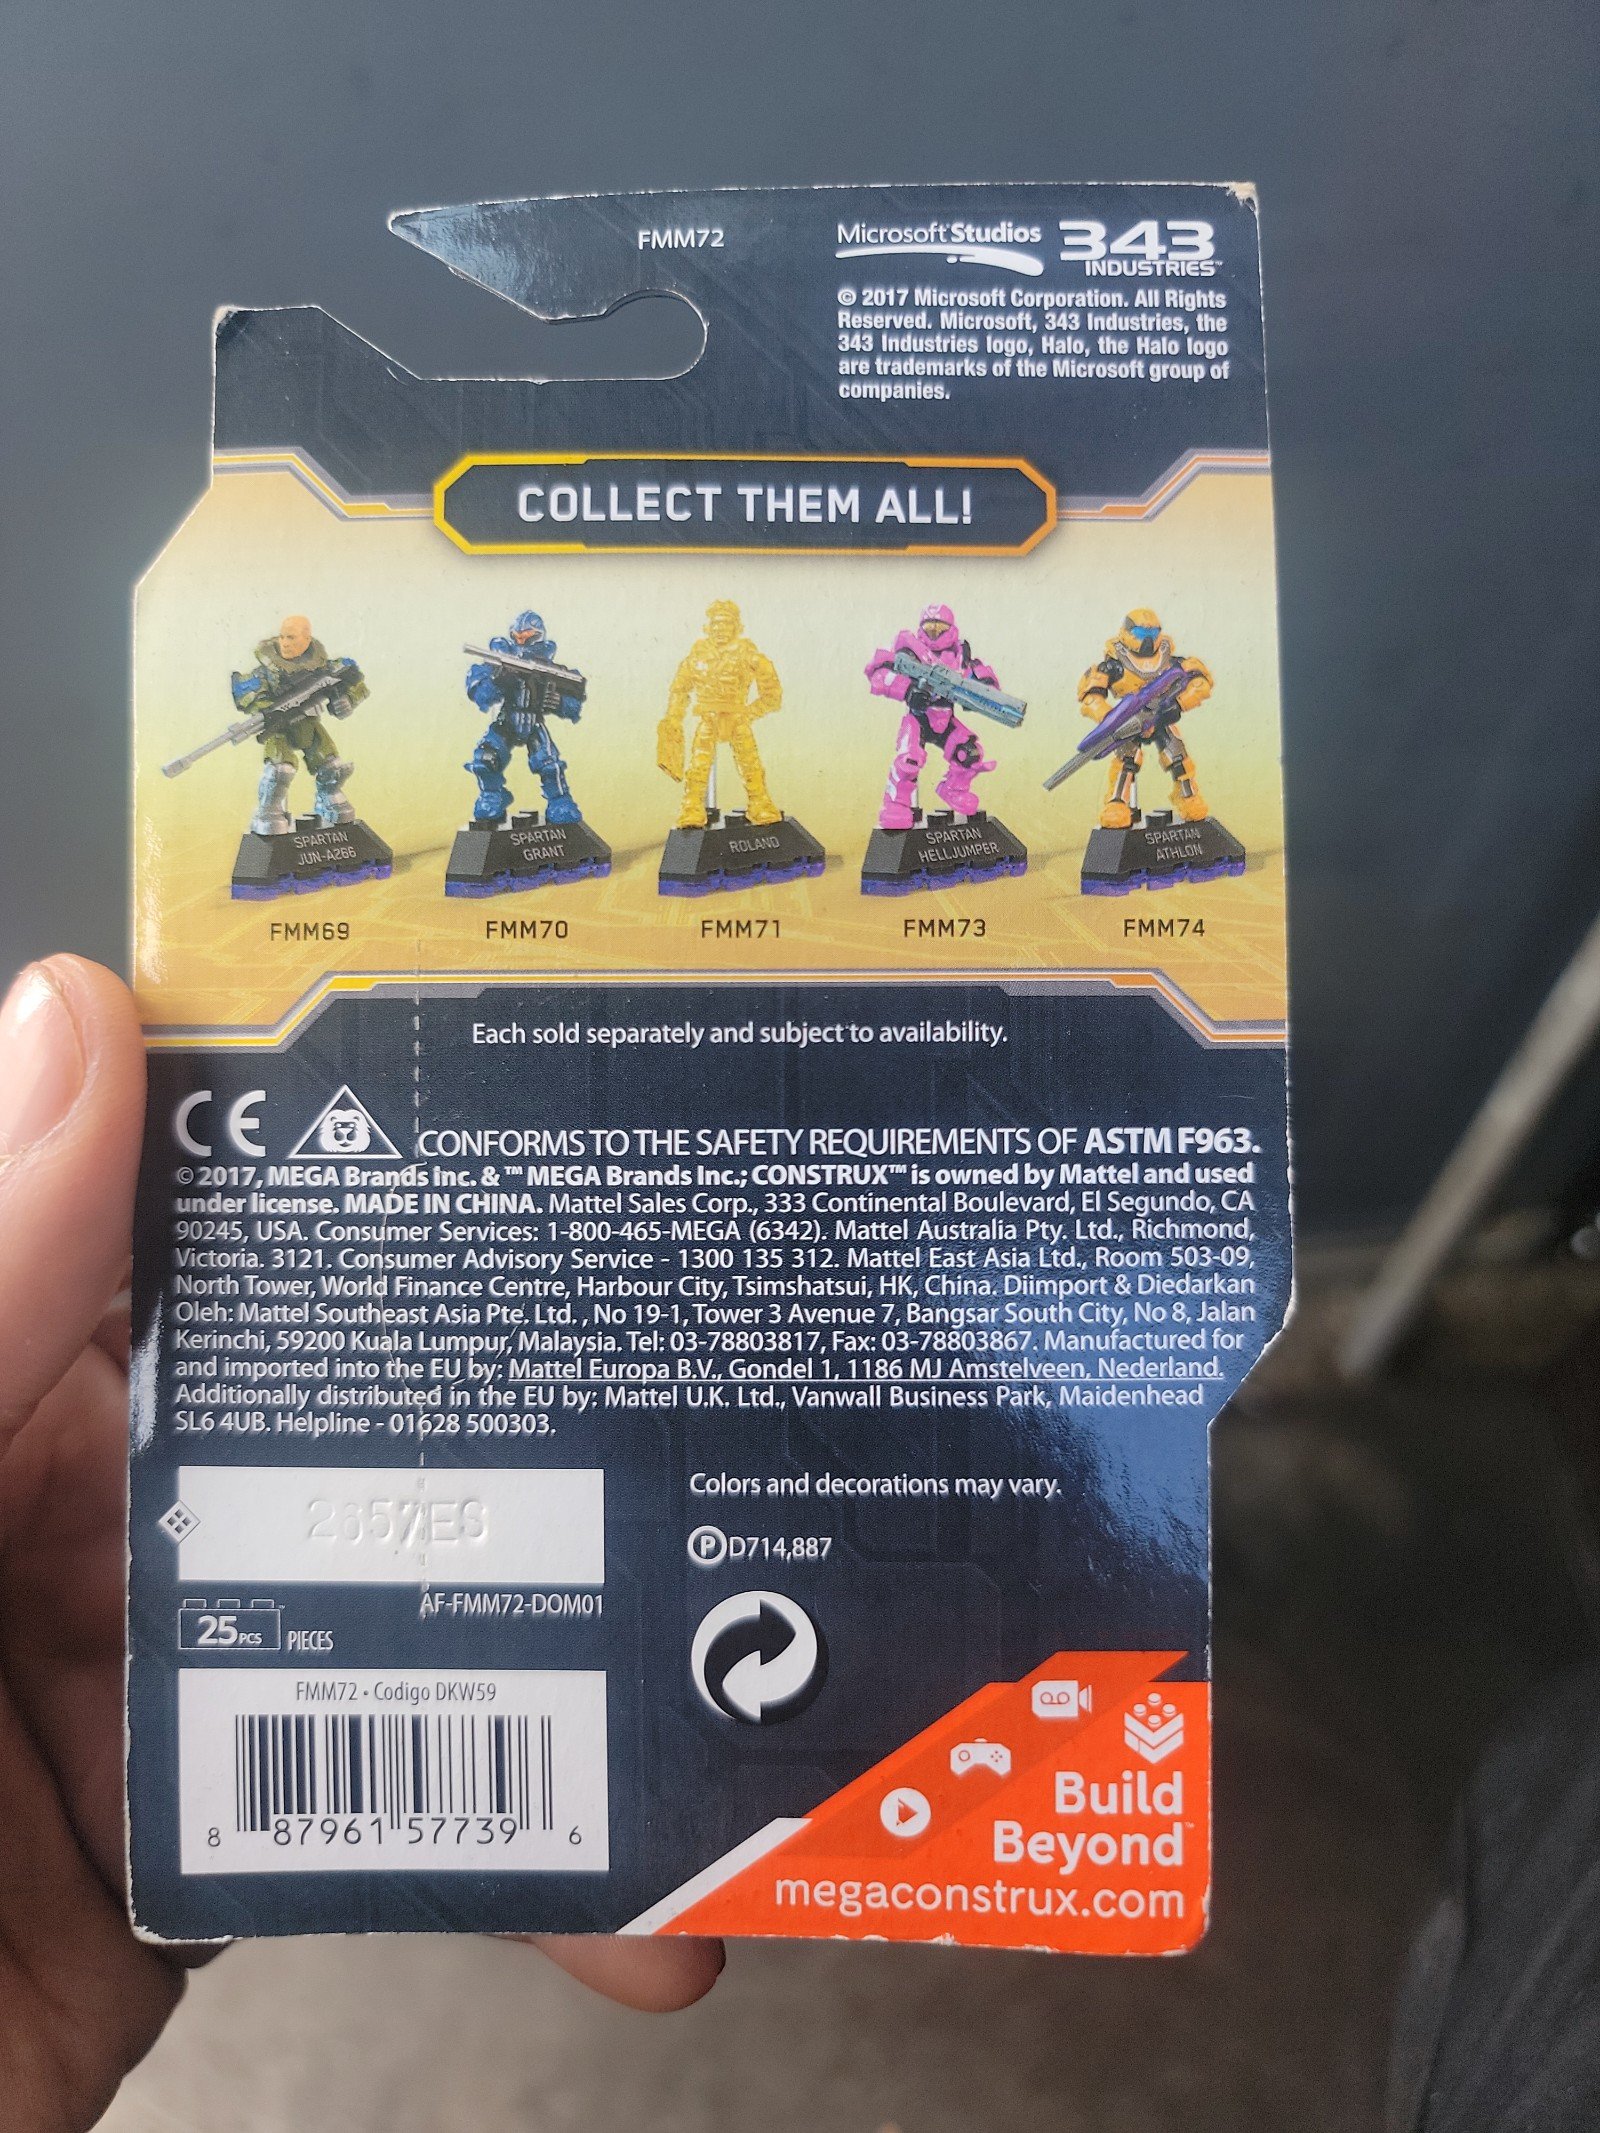 FMM72
Microsoft Studios
343
INDUSTRIES™
© 2017 Microsoft Corporation. All Rights
Reserved. Microsoft, 343 Industries, the
343 Industries logo, Halo, the Halo logo
are trademarks of the Microsoft group of
companies.
COLLECT THEM ALL!
SPARTAN
JUN-A266
SPARTAN
GRANT
ROLAND
SPARTAN
HELLJUMPER
SPARTAN
ATHLON
FMM69
FMM70
FMM71
FMM73
FMM74
Each sold separately and subject to availability.
CE
CONFORMS TO THE SAFETY REQUIREMENTS OF ASTM F963.
© 2017, MEGA Brands inc. & ™ MEGA Brands Inc.; CONSTRUX™ is owned by Mattel and used
under license. MADE IN CHINA. Mattel Sales Corp., 333 Continental Boulevard, El Segundo, CA
90245, USA. Consumer Services: 1-800-465-MEGA (6342). Mattel Australia Pty. Ltd., Richmond,
Victoria. 3121. Consumer Advisory Service - 1300 135 312. Mattel East Asia Ltd., Room 503-09,
North Tower, World Finance Centre, Harbour City, Tsimshatsui, HK, China. Diimport & Diedarkan
Oleh: Mattel Southeast Asia Pte. Ltd., No 19-1, Tower 3 Avenue 7, Bangsar South City, No 8, Jalan
Kerinchi, 59200 Kuala Lumpur, Malaysia. Tel: 03-78803817, Fax: 03-78803867. Manufactured for
and imported into the EU by: Mattel Europa B.V., Gondel 1, 1186 MJ Amstelveen, Nederland.
Additionally distributed in the EU by: Mattel U.K. Ltd., Vanwall Business Park, Maidenhead
SL6 4UB. Helpline - 01628 500303.
Colors and decorations may vary.
Ⓟ D714,887
AF-FMM72-DOM01
25 PCS PIECES
FMM72 • Codigo DKW59
8 87961 57739 6
Build
Beyond™
megaconstrux.com